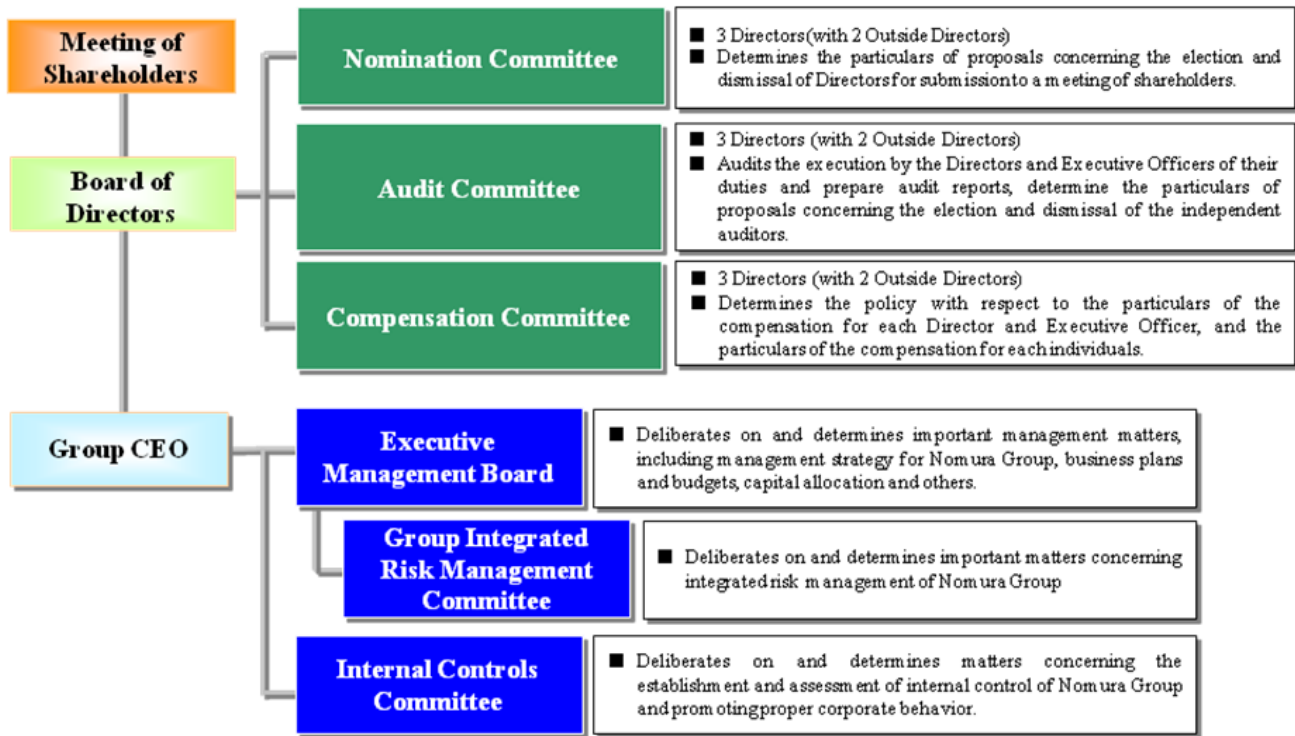 Meeting of
Shareholders
Nomination Committee
■ 3 Directors (with 2 Outside Directors)
■ Determines the particulars of proposals concerning the election and
dismissal of Directors for submission to a meeting of shareholders.
Board of
Directors
Audit Committee
■ 3 Directors (with 2 Outside Directors)
■ Audits the execution by the Directors and Executive Officers of their
duties and prepare audit reports, determine the particulars of
proposals concerning the election and dismissal of the independent
auditors.
Compensation Committee
■ 3 Directors (with 2 Outside Directors)
■ Determines the policy with respect to the particulars of the
compensation for each Director and Executive Officer, and the
particulars of the compensation for each individuals.
Group CEO
Executive
Management Board
■ Deliberates on and determines important management matters,
including management strategy for Nomura Group, business plans
and budgets, capital allocation and others.
Group Integrated
Risk Management
Committee
■ Deliberates on and determines important matters concerning
integrated risk management of Nomura Group
Internal Controls
Committee
■ Deliberates on and determines matters concerning the
establishment and assessment of internal control of Nomura Group
and promoting proper corporate behavior.